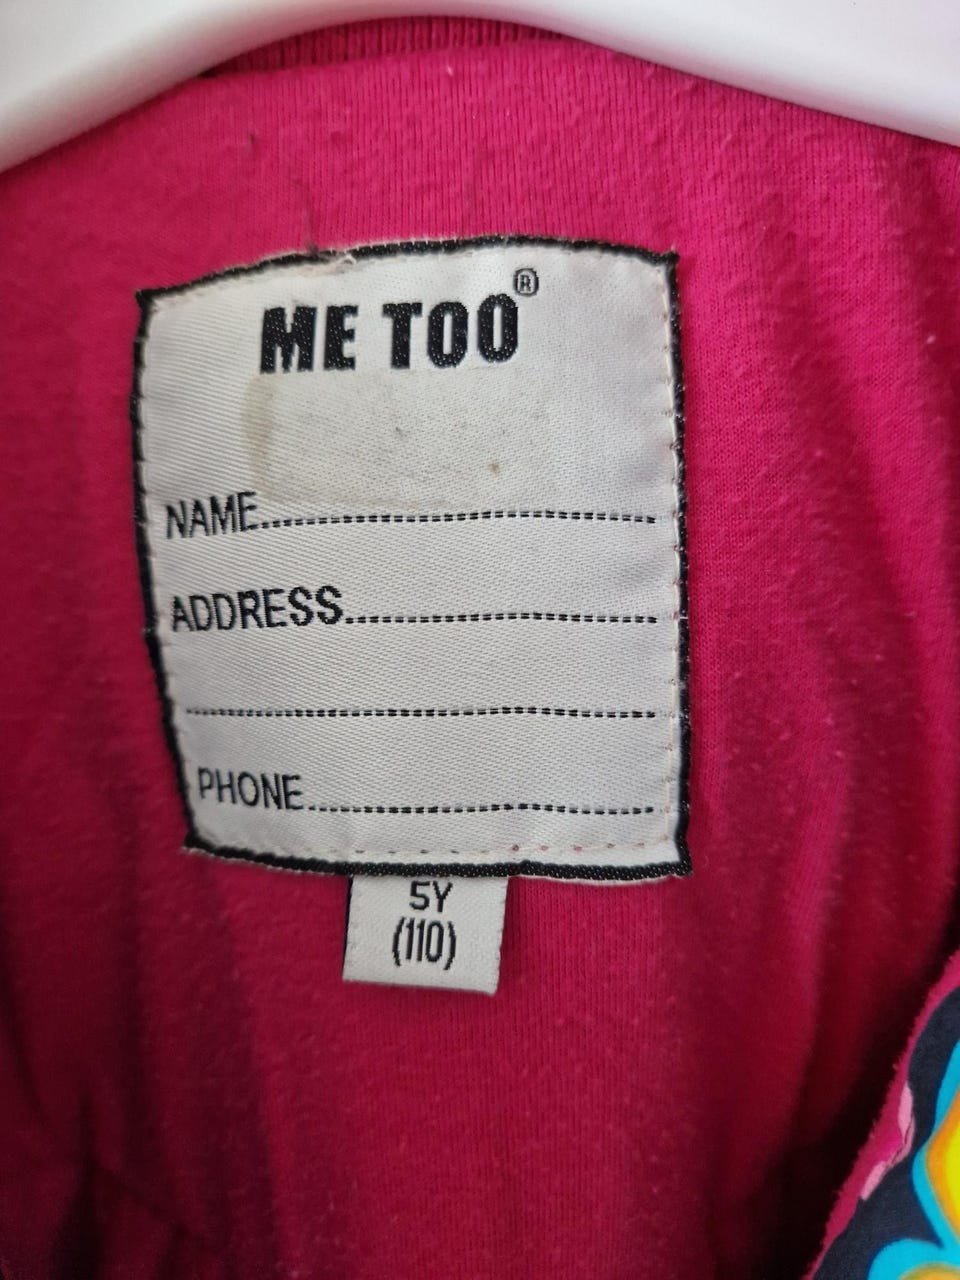 ME TOO®
NAME
ADDRESS
PHONE
5Y
(110)